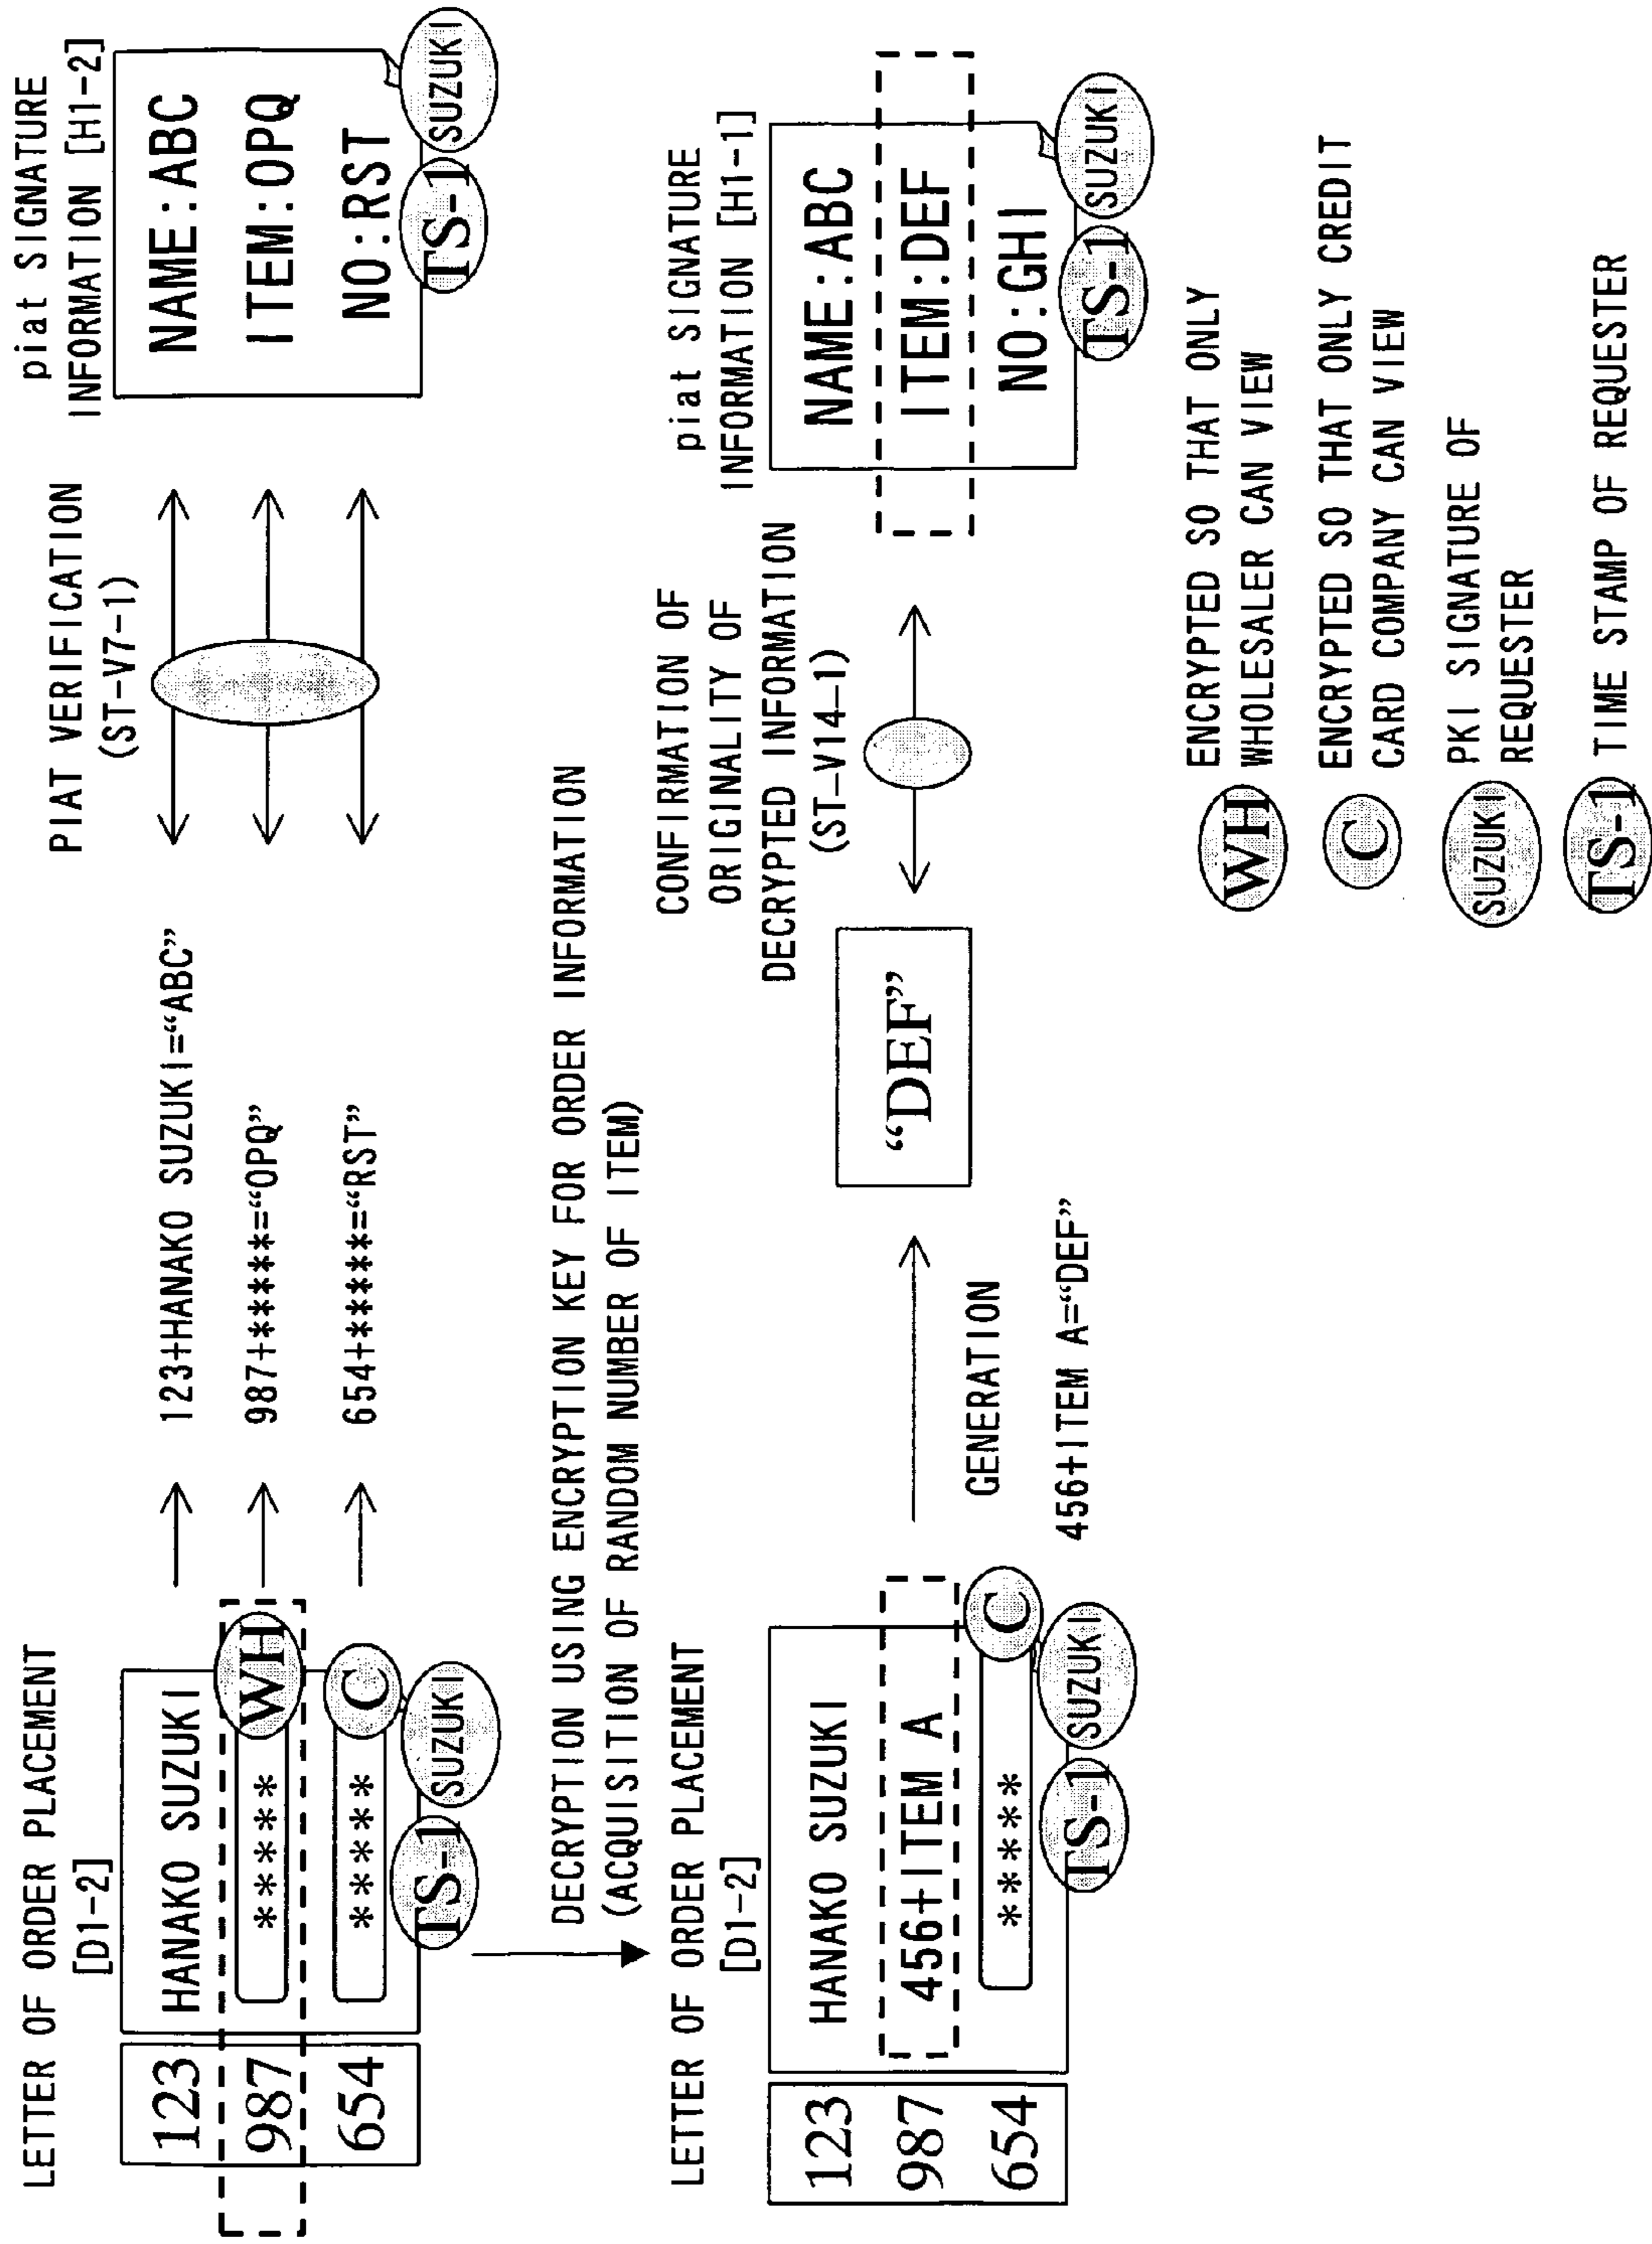 LETTER OF ORDER PLACEMENT
[D1-2]
123
HANAKO SUZUKI
987
*****
WH
654
*****
C
TS-1
SUZUKI
123+HANAKO SUZUKI=“ABC”
987+*****=“OPQ”
654+*****=“RST”
PIAT VERIFICATION
(ST-V7-1)
piat SIGNATURE
INFORMATION [H1-2]
NAME:ABC
ITEM:OPQ
NO:RST
TS-1
SUZUKI
DECRYPTION USING ENCRYPTION KEY FOR ORDER INFORMATION
(ACQUISITION OF RANDOM NUMBER OF ITEM)
LETTER OF ORDER PLACEMENT
[D1-2]
123
HANAKO SUZUKI
987
456+ITEM A
654
*****
C
TS-1
SUZUKI
GENERATION
456+ITEM A=“DEF”
“DEF”
CONFIRMATION OF
ORIGINALITY OF
DECRYPTED INFORMATION
(ST-V14-1)
piat SIGNATURE
INFORMATION [H1-1]
NAME:ABC
ITEM:DEF
NO:GHI
TS-1
SUZUKI
WH
ENCRYPTED SO THAT ONLY
WHOLESALER CAN VIEW
C
ENCRYPTED SO THAT ONLY CREDIT
CARD COMPANY CAN VIEW
SUZUKI
PKI SIGNATURE OF
REQUESTER
TS-1
TIME STAMP OF REQUESTER